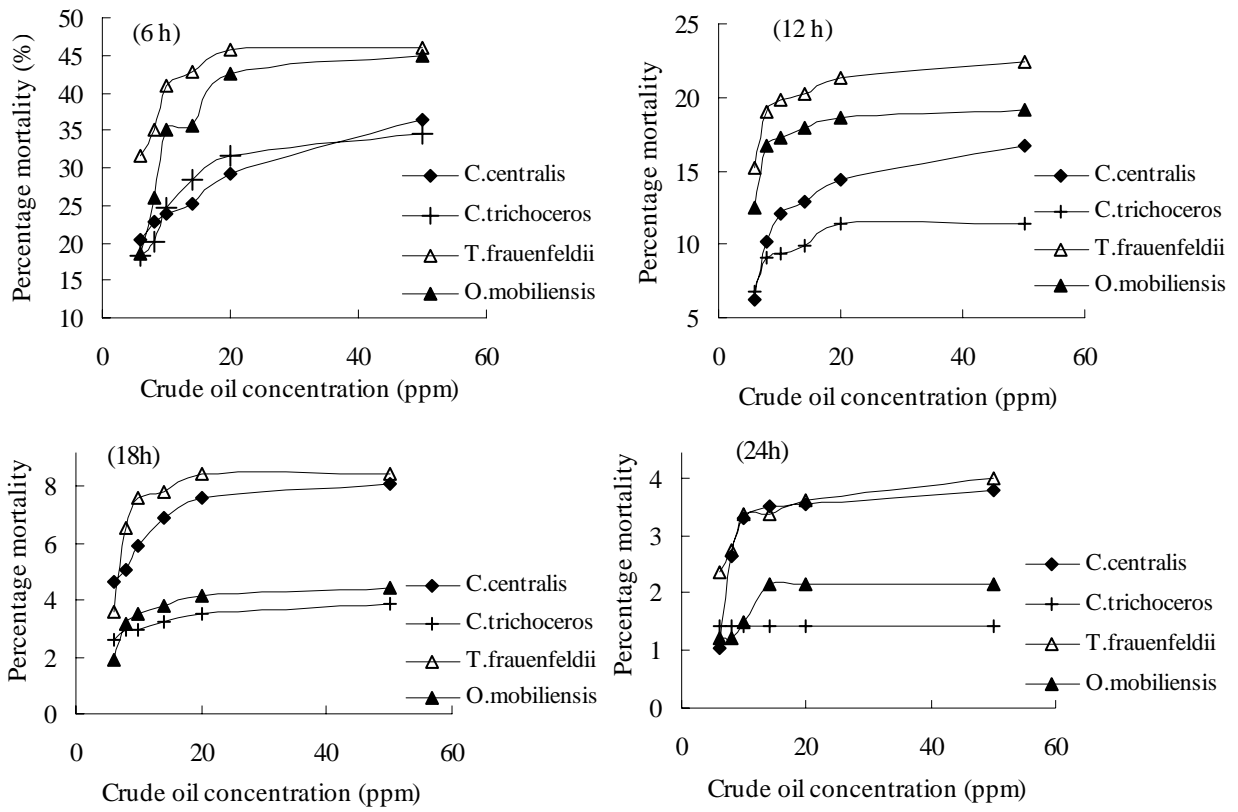 (6 h)
Percentage mortality (%)
50
45
40
35
30
25
20
15
10
0
20
40
60
Crude oil concentration (ppm)
C.centralis
C.trichoceros
T.frauenfeldii
O.mobiliensis
(12 h)
Percentage mortality
25
20
15
10
5
0
20
40
60
Crude oil concentration (ppm)
C.centralis
C.trichoceros
T.frauenfeldii
O.mobiliensis
(18h)
Percentage mortality
8
6
4
2
0
0
20
40
60
Crude oil concentration (ppm)
C.centralis
C.trichoceros
T.frauenfeldii
O.mobiliensis
(24h)
Percentage mortality
4
3
2
1
0
0
20
40
60
Crude oil concentration (ppm)
C.centralis
C.trichoceros
T.frauenfeldii
O.mobiliensis